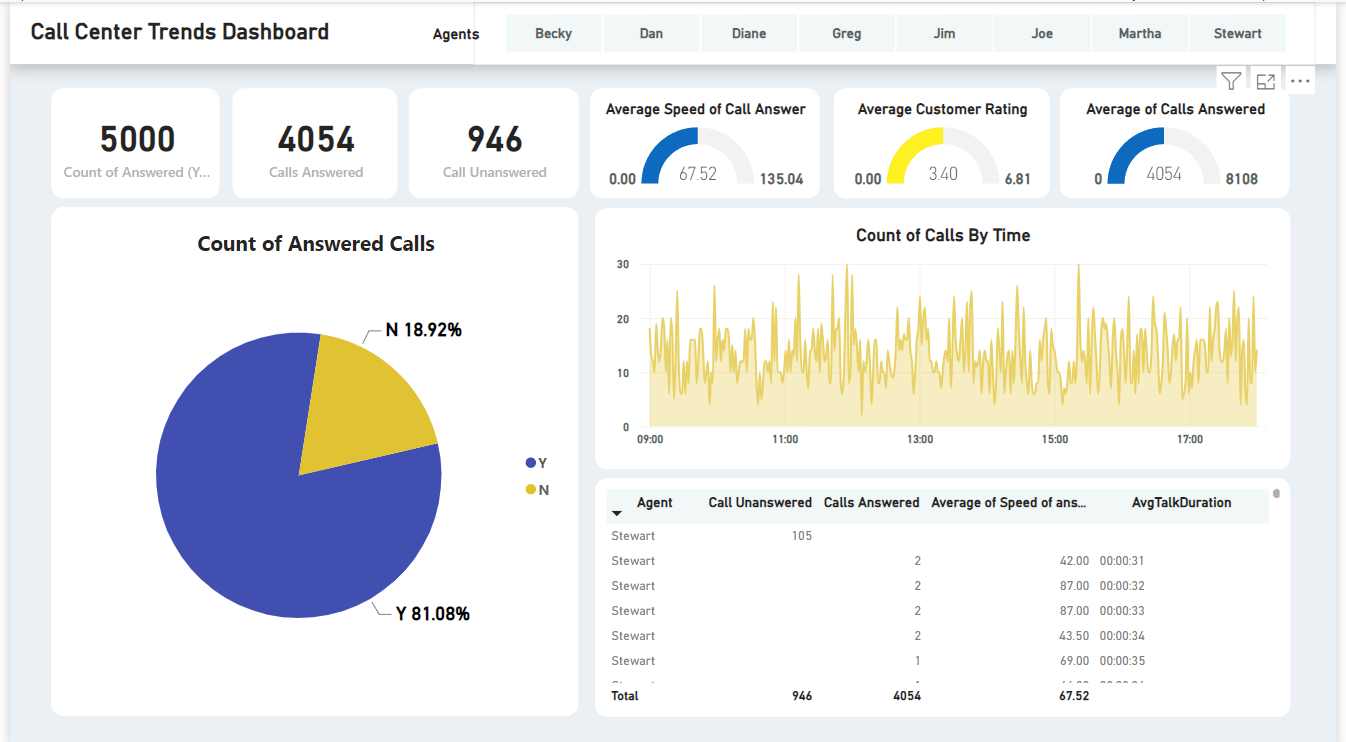 Call Center Trends Dashboard
Agents
Becky
Dan
Diane
Greg
Jim
Joe
Martha
Stewart
5000
Count of Answered (Y...
4054
Calls Answered
946
Call Unanswered
Average Speed of Call Answer
0.00
67.52
135.04
Average Customer Rating
0.00
3.40
6.81
Average of Calls Answered
0
4054
8108
Count of Answered Calls
N 18.92%
Y 81.08%
Y
N
Count of Calls By Time
30
20
10
0
09:00
11:00
13:00
15:00
17:00
Agent Call Unanswered Calls Answered Average of Speed of ans... AvgTalkDuration
Stewart 105
Stewart 2 42.00 00:00:31
Stewart 2 87.00 00:00:32
Stewart 2 87.00 00:00:33
Stewart 2 43.50 00:00:34
Stewart 1 69.00 00:00:35
Total 946 4054 67.52